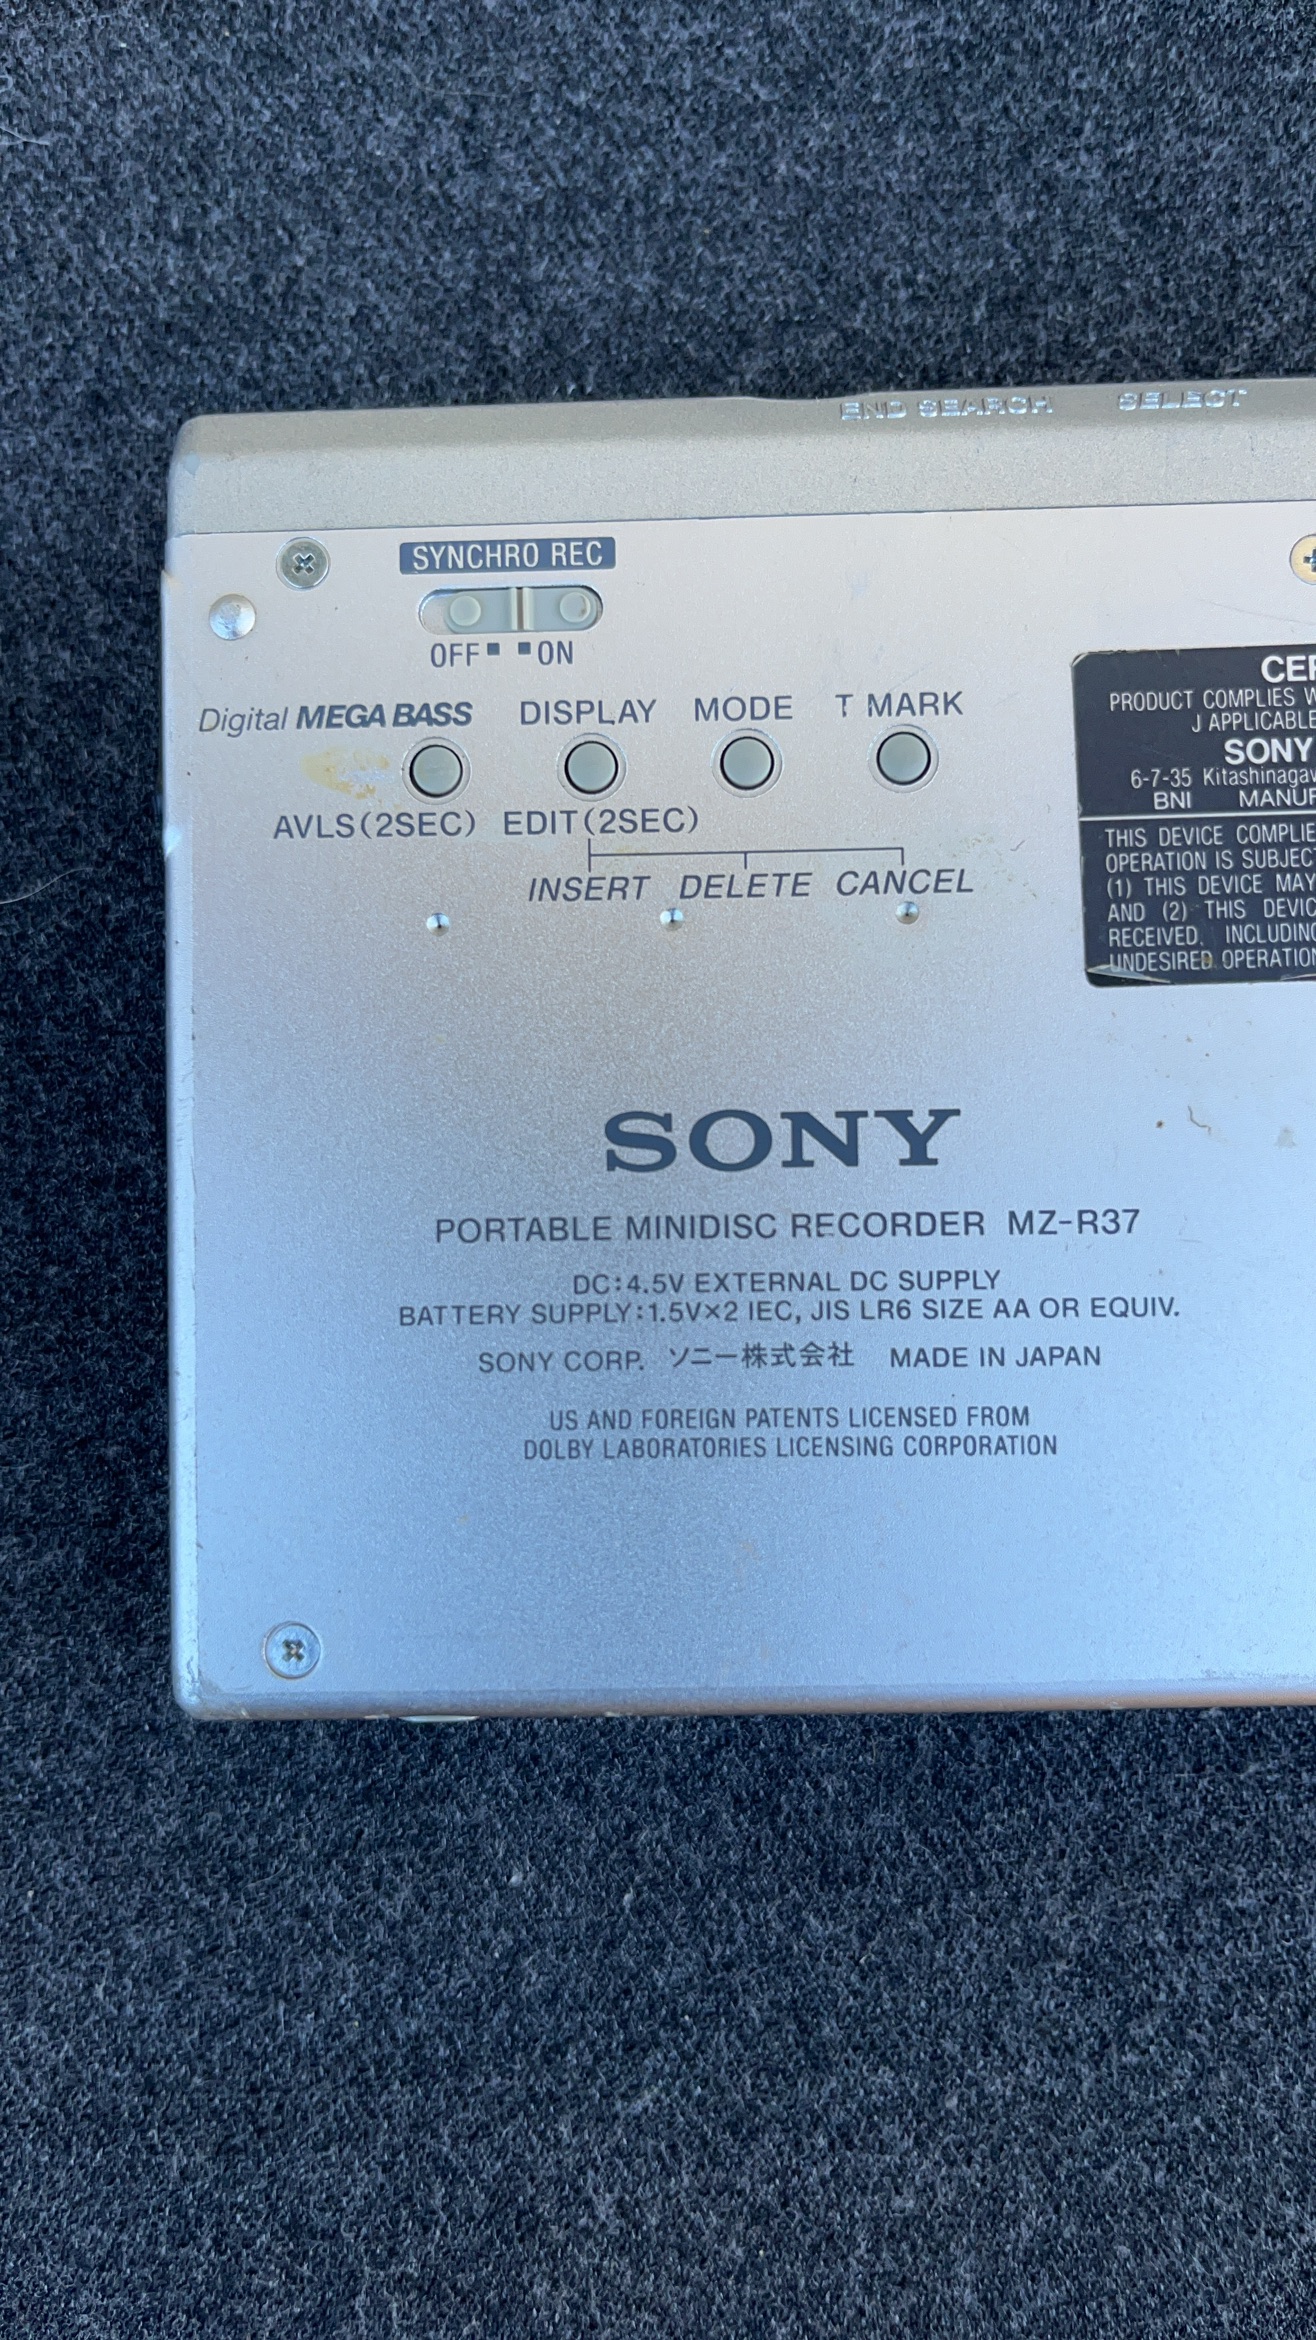 END SEARCH SELECT
SYNCHRO REC
OFF ON
Digital MEGA BASS DISPLAY MODE T MARK
AVLS(2SEC) EDIT(2SEC)
INSERT DELETE CANCEL
PRODUCT COMPLIES
J APPLICABLE
SONY
6-7-35
BNI
THIS DEVICE
OPERATION IS
(1) THIS DEVICE MAY
AND (2) THIS
RECEIVED, INCLUDING
UNDESIRED OPERATION
SONY
PORTABLE MINIDISC RECORDER MZ-R37
DC:4.5V EXTERNAL DC SUPPLY
BATTERY SUPPLY:1.5V×2 IEC, JIS LR6 SIZE AA OR EQUIV.
SONY CORP. ソニー株式会社 MADE IN JAPAN
US AND FOREIGN PATENTS LICENSED FROM
DOLBY LABORATORIES LICENSING CORPORATION